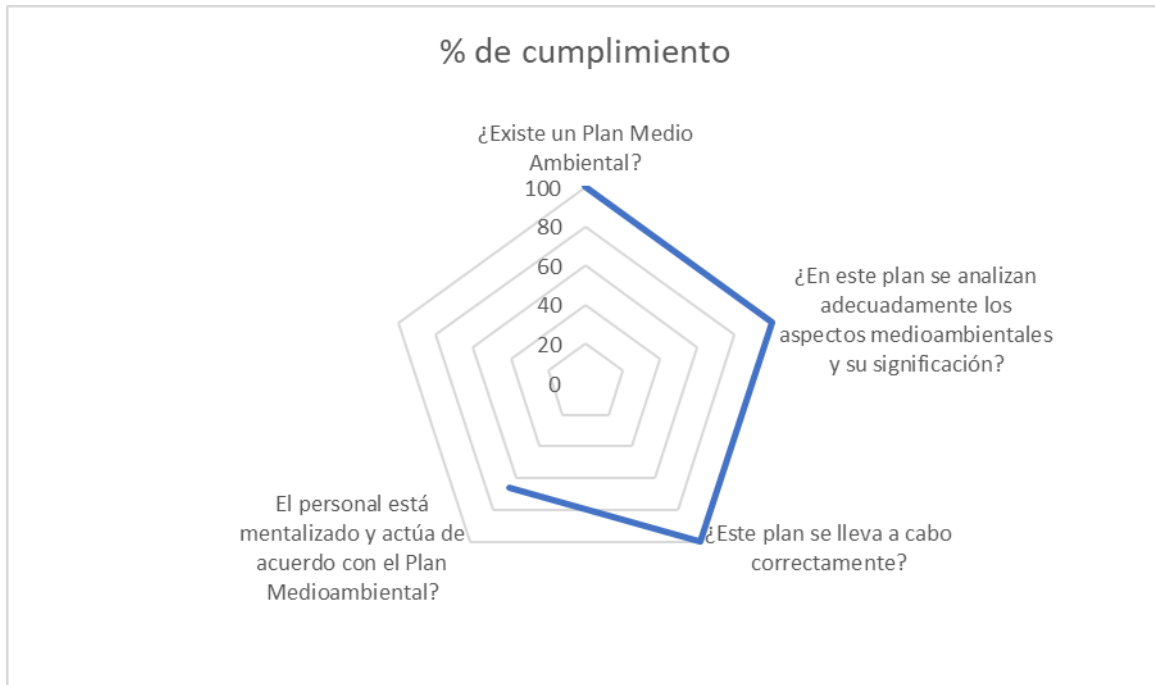 % de cumplimiento
¿Existe un Plan Medio
Ambiental?
100
80
60
40
20
0
¿En este plan se analizan
adecuadamente los
aspectos medioambientales
y su significación?
¿Este plan se lleva a cabo
correctamente?
El personal está
mentalizado y actúa de
acuerdo con el Plan
Medioambiental?